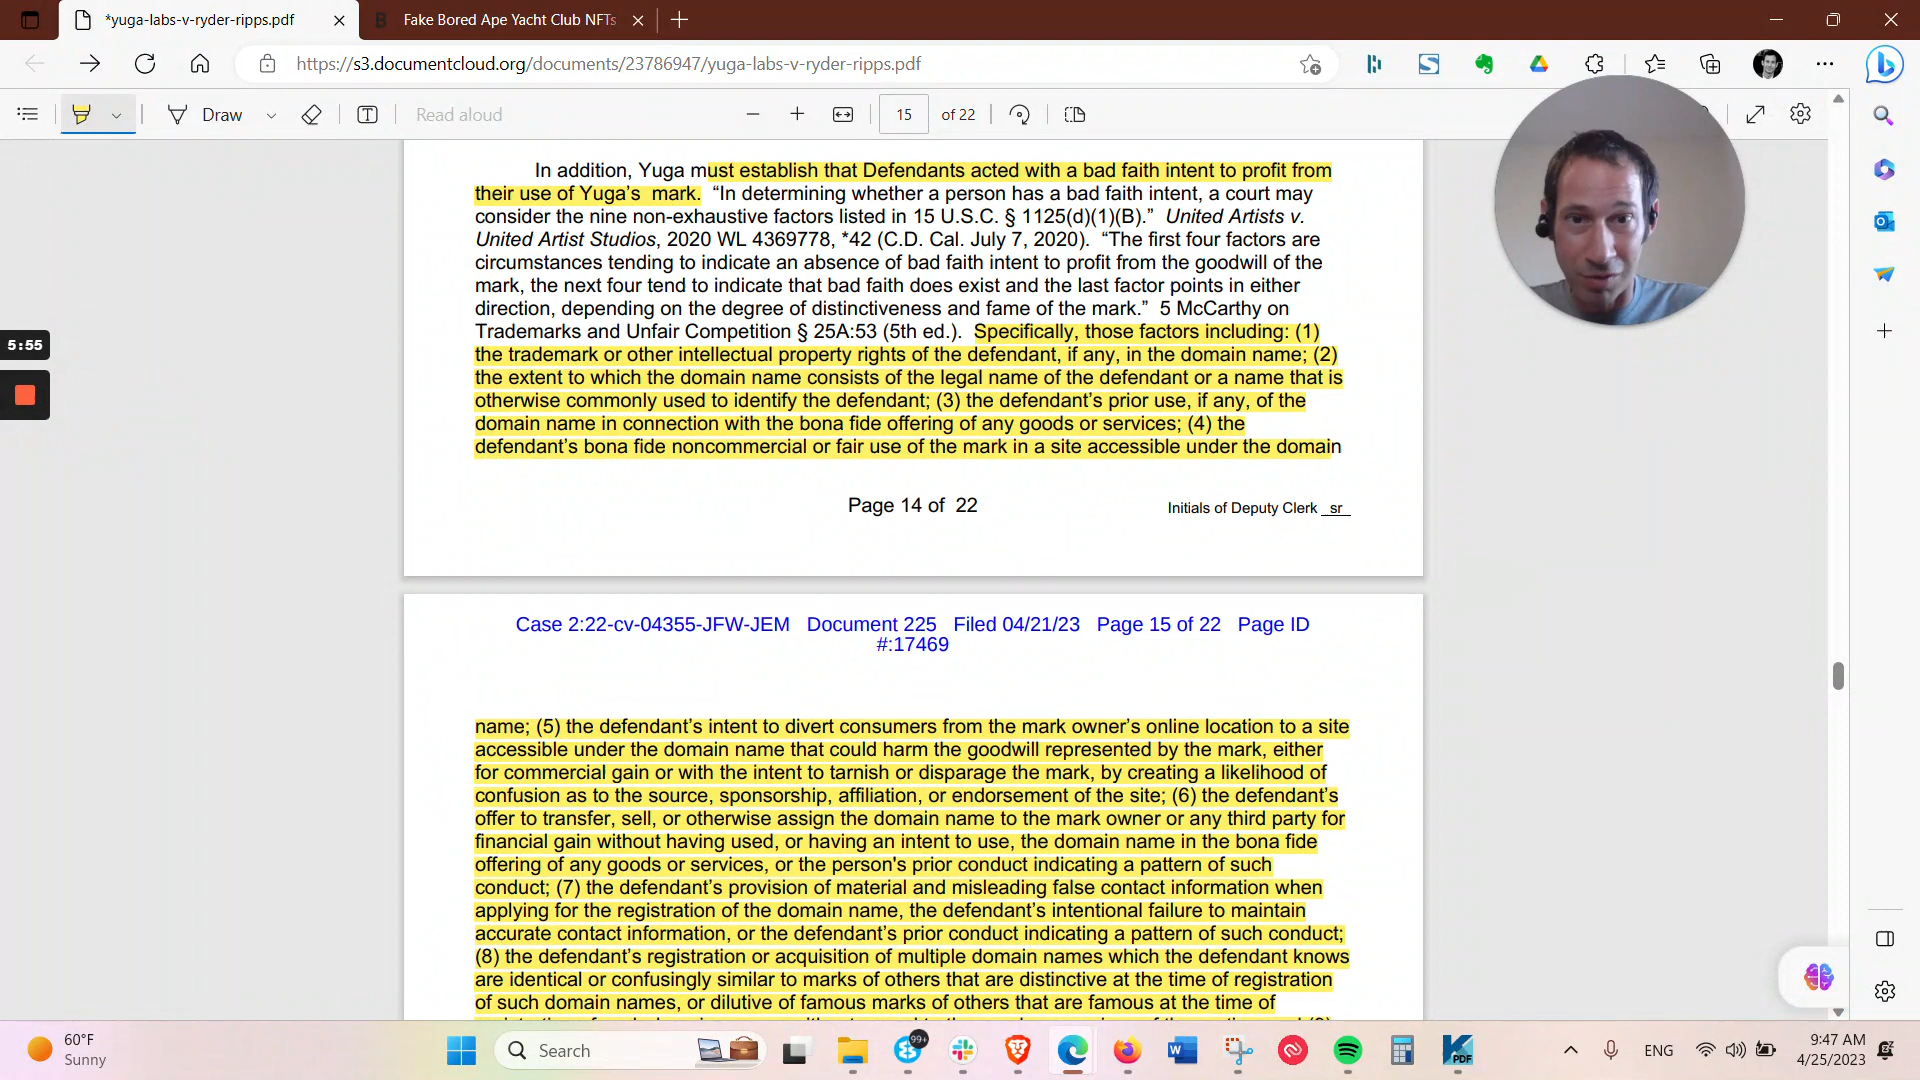 *yuga-labs-v-ryder-ripps.pdf
Fake Bored Ape Yacht Club NFTs
https://s3.documentcloud.org/documents/23786947/yuga-labs-v-ryder-ripps.pdf
Draw
Read aloud
15 of 22
In addition, Yuga must establish that Defendants acted with a bad faith intent to profit from
their use of Yuga’s mark. “In determining whether a person has a bad faith intent, a court may
consider the nine non-exhaustive factors listed in 15 U.S.C. § 1125(d)(1)(B).” United Artists v.
United Artist Studios, 2020 WL 4369778, *42 (C.D. Cal. July 7, 2020). “The first four factors are
circumstances tending to indicate an absence of bad faith intent to profit from the goodwill of the
mark, the next four tend to indicate that bad faith does exist and the last factor points in either
direction, depending on the degree of distinctiveness and fame of the mark.” 5 McCarthy on
Trademarks and Unfair Competition § 25A:53 (5th ed.). Specifically, those factors including: (1)
the trademark or other intellectual property rights of the defendant, if any, in the domain name; (2)
the extent to which the domain name consists of the legal name of the defendant or a name that is
otherwise commonly used to identify the defendant; (3) the defendant’s prior use, if any, of the
domain name in connection with the bona fide offering of any goods or services; (4) the
defendant’s bona fide noncommercial or fair use of the mark in a site accessible under the domain
Page 14 of 22
Initials of Deputy Clerk sr
5:55
Case 2:22-cv-04355-JFW-JEM Document 225 Filed 04/21/23 Page 15 of 22 Page ID
#:17469
name; (5) the defendant’s intent to divert consumers from the mark owner’s online location to a site
accessible under the domain name that could harm the goodwill represented by the mark, either
for commercial gain or with the intent to tarnish or disparage the mark, by creating a likelihood of
confusion as to the source, sponsorship, affiliation, or endorsement of the site; (6) the defendant’s
offer to transfer, sell, or otherwise assign the domain name to the mark owner or any third party for
financial gain without having used, or having an intent to use, the domain name in the bona fide
offering of any goods or services, or the person's prior conduct indicating a pattern of such
conduct; (7) the defendant’s provision of material and misleading false contact information when
applying for the registration of the domain name, the defendant’s intentional failure to maintain
accurate contact information, or the defendant’s prior conduct indicating a pattern of such conduct;
(8) the defendant’s registration or acquisition of multiple domain names which the defendant knows
are identical or confusingly similar to marks of others that are distinctive at the time of registration
of such domain names, or dilutive of famous marks of others that are famous at the time of
60°F
Sunny
Search
99+
PDF
ENG
9:47 AM
4/25/2023